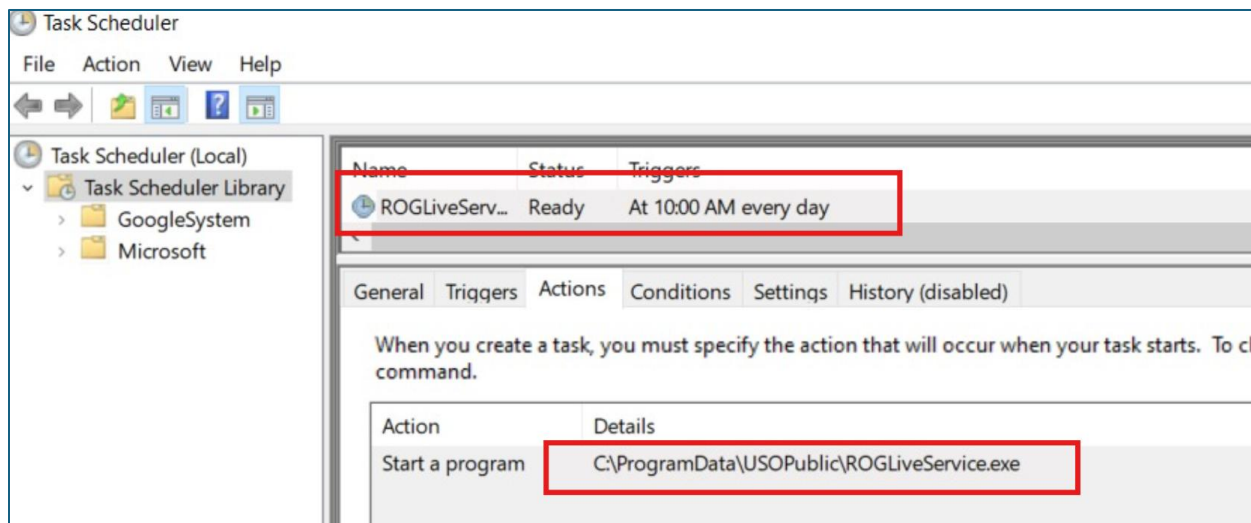 Task Scheduler
File Action View Help
Task Scheduler (Local)
Task Scheduler Library
GoogleSystem
Microsoft
Name Status Triggers
ROGLiveServ... Ready At 10:00 AM every day
General Triggers Actions Conditions Settings History (disabled)
When you create a task, you must specify the action that will occur when your task starts. To
command.
Action Details
Start a program C:\ProgramData\USOPublic\ROGLiveService.exe